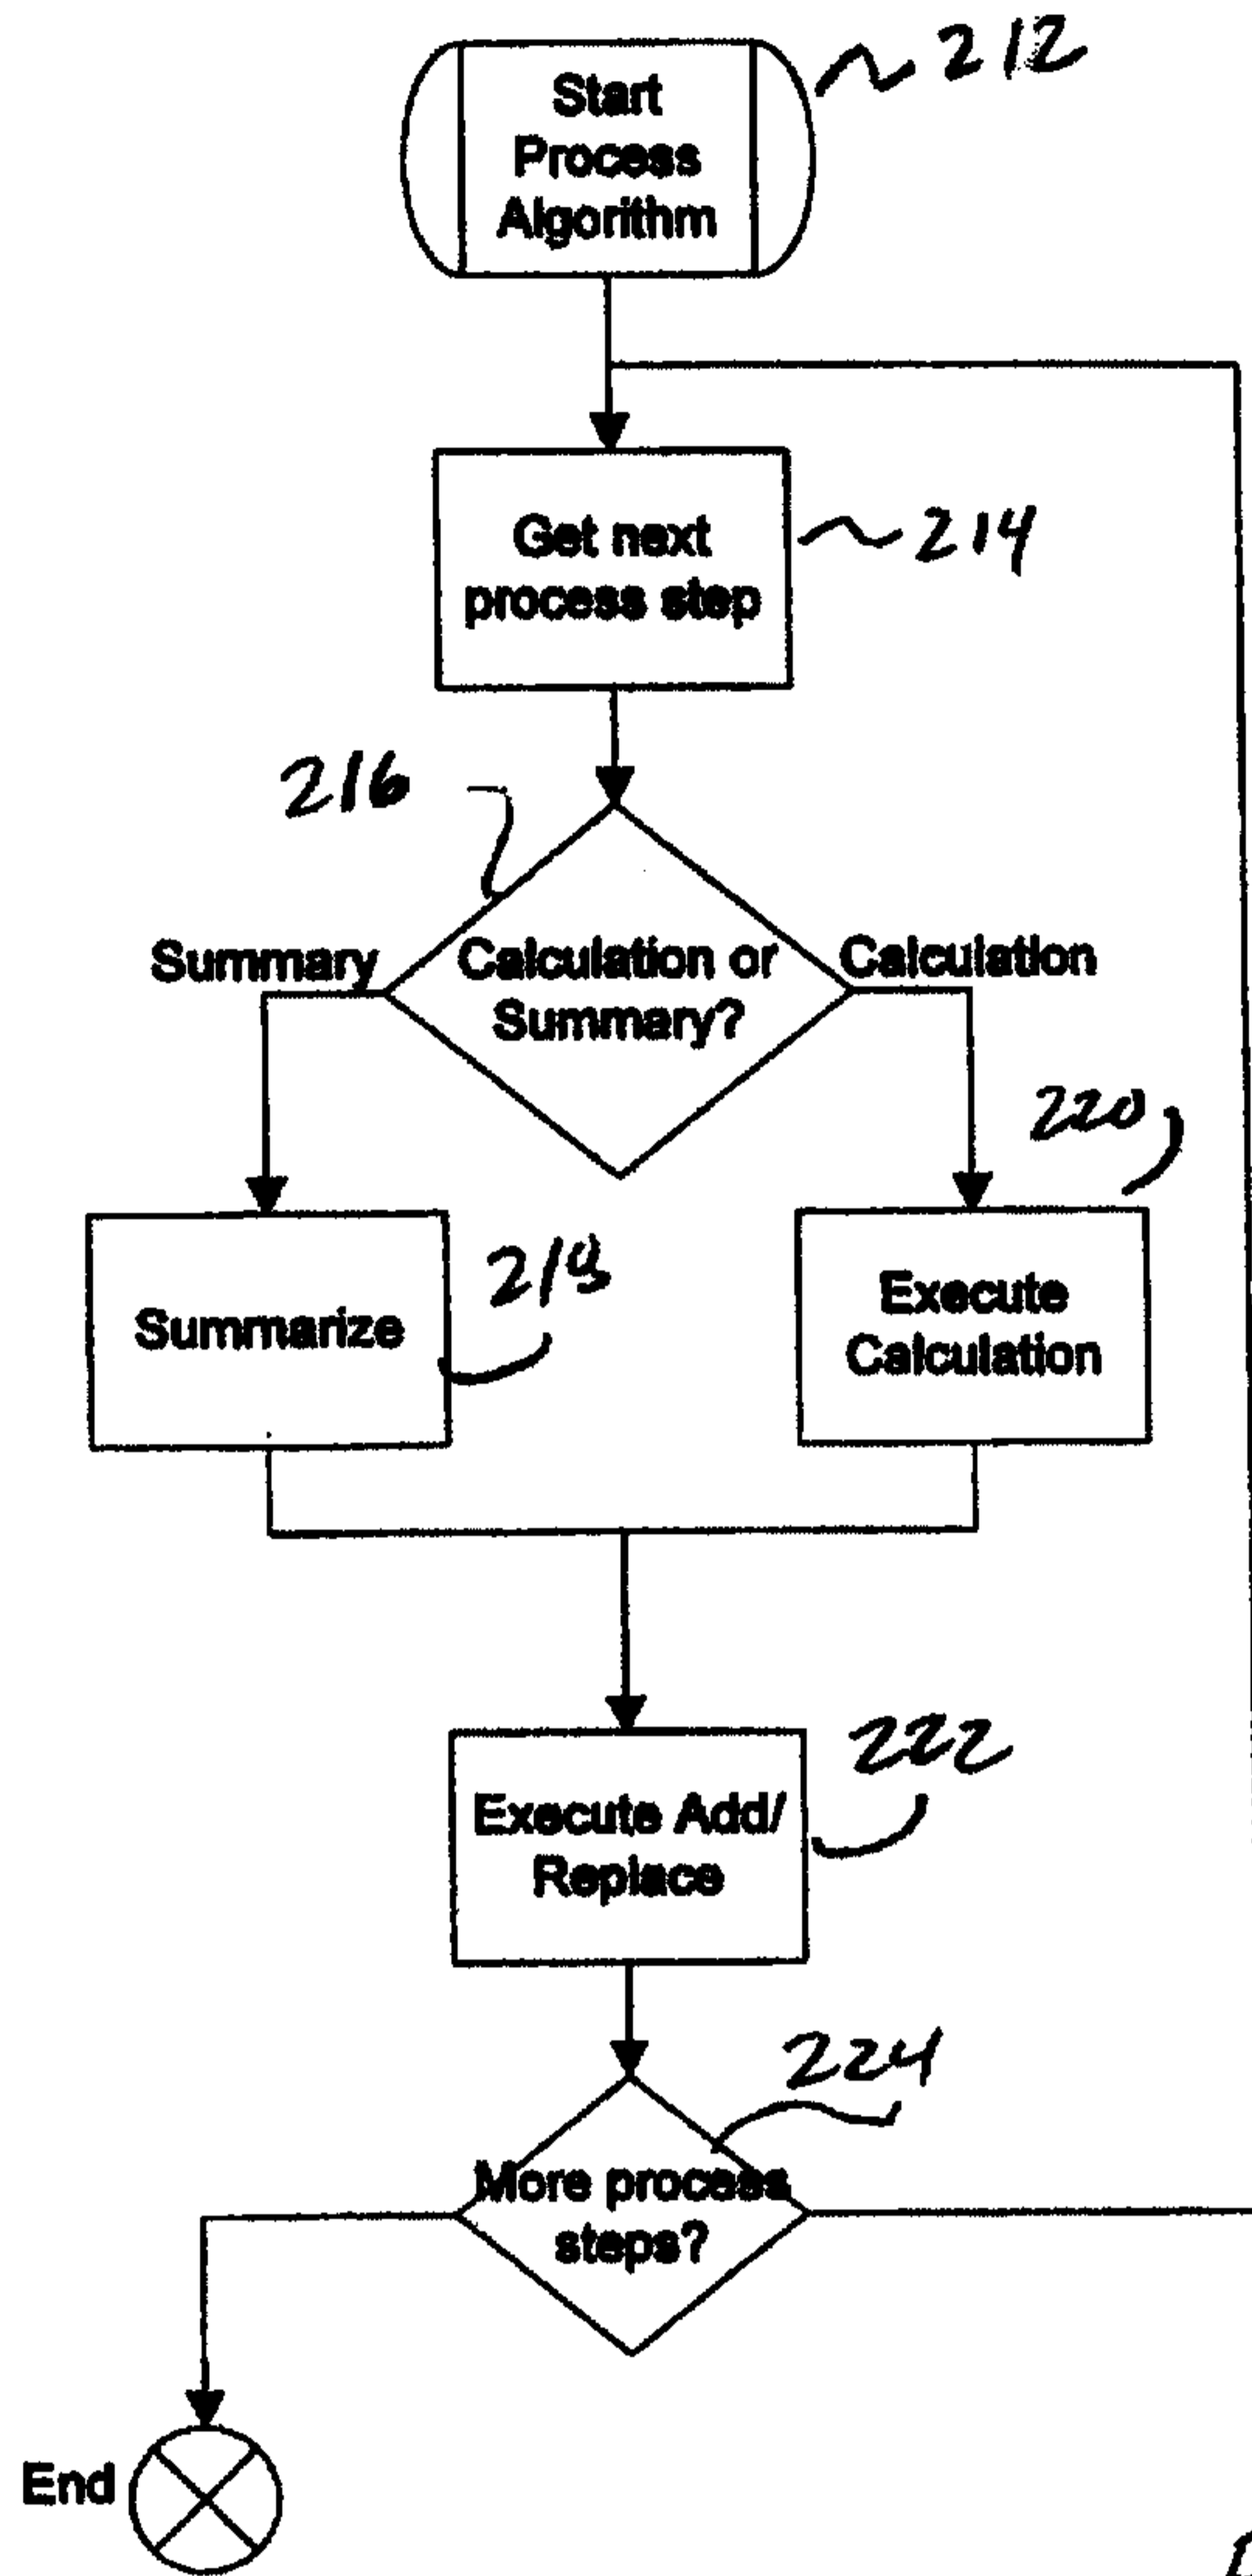 Start
Process
Algorithm
212
Get next
process step
214
216
Summary
Calculation or
Summary?
Calculation
220
Summarize
218
Execute
Calculation
222
Execute Add/
Replace
224
More process
steps?
End